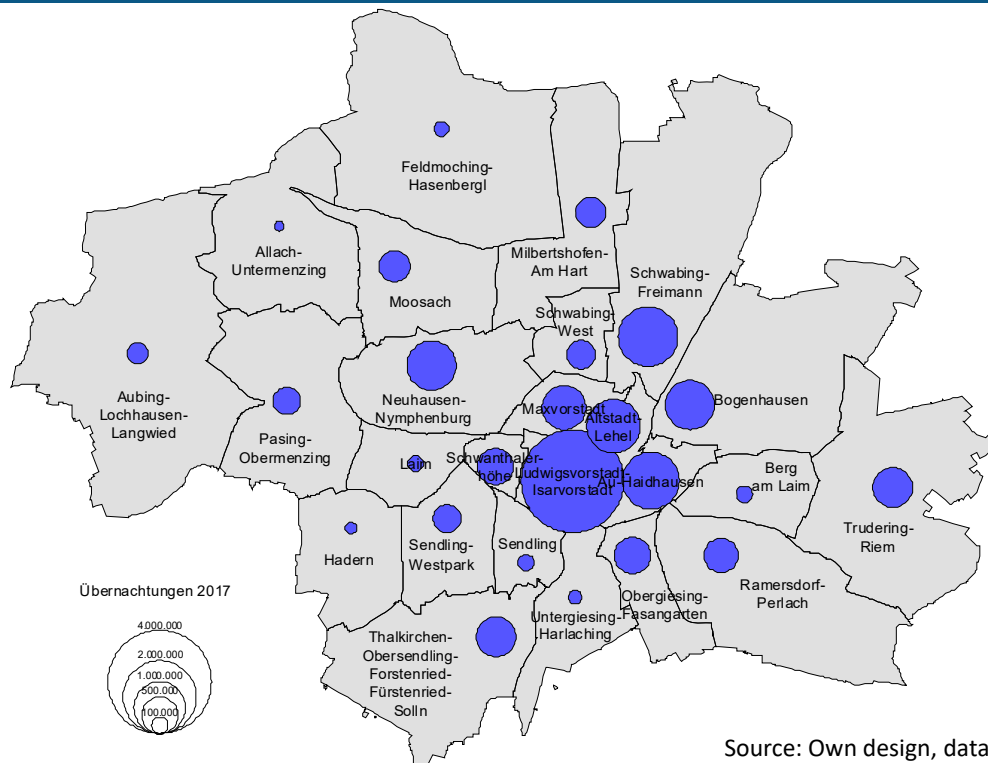 Feldmoching-
Hasenbergl
Allach-
Untermenzing
Milbertshofen-
Am Hart
Moosach
Schwabing-
Freimann
Schwabing-
West
Aubing-
Lochhausen-
Langwied
Neuhausen-
Nymphenburg
Pasing-
Obermenzing
Maxvorstadt
Altstadt-
Lehel
Bogenhausen
Laim
Schwanthaler-
höhe
Ludwigsvorstadt-
Isarvorstadt
Au-Haidhausen
Berg
am Laim
Trudering-
Riem
Hadern
Sendling-
Westpark
Sendling
Untergiesing-
Harlaching
Obergiesing-
Fasangarten
Ramersdorf-
Perlach
Thalkirchen-
Obersendling-
Forstenried-
Fürstenried-
Solln
Übernachtungen 2017
4.000.000
2.000.000
1.000.000
500.000
100.000
Source: Own design, data